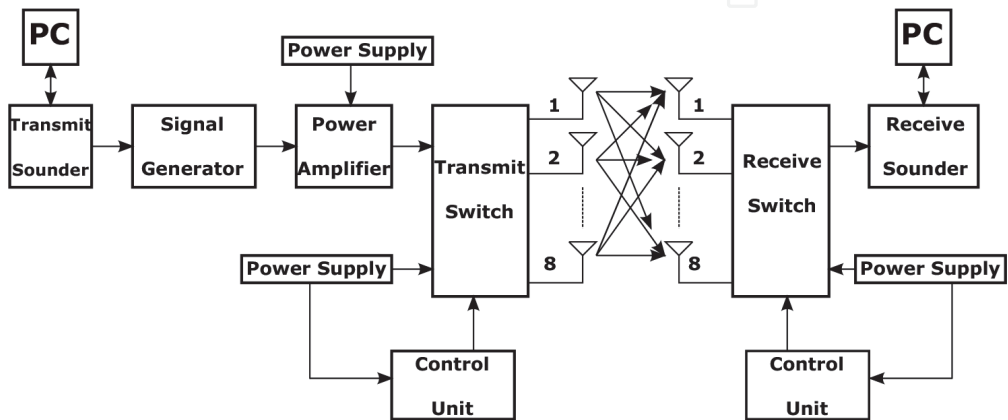 PC
Transmit
Sounder
Signal
Generator
Power Supply
Power
Amplifier
Transmit
Switch
1
2
8
1
2
8
Receive
Switch
PC
Receive
Sounder
Power Supply
Control
Unit
Power Supply
Control
Unit